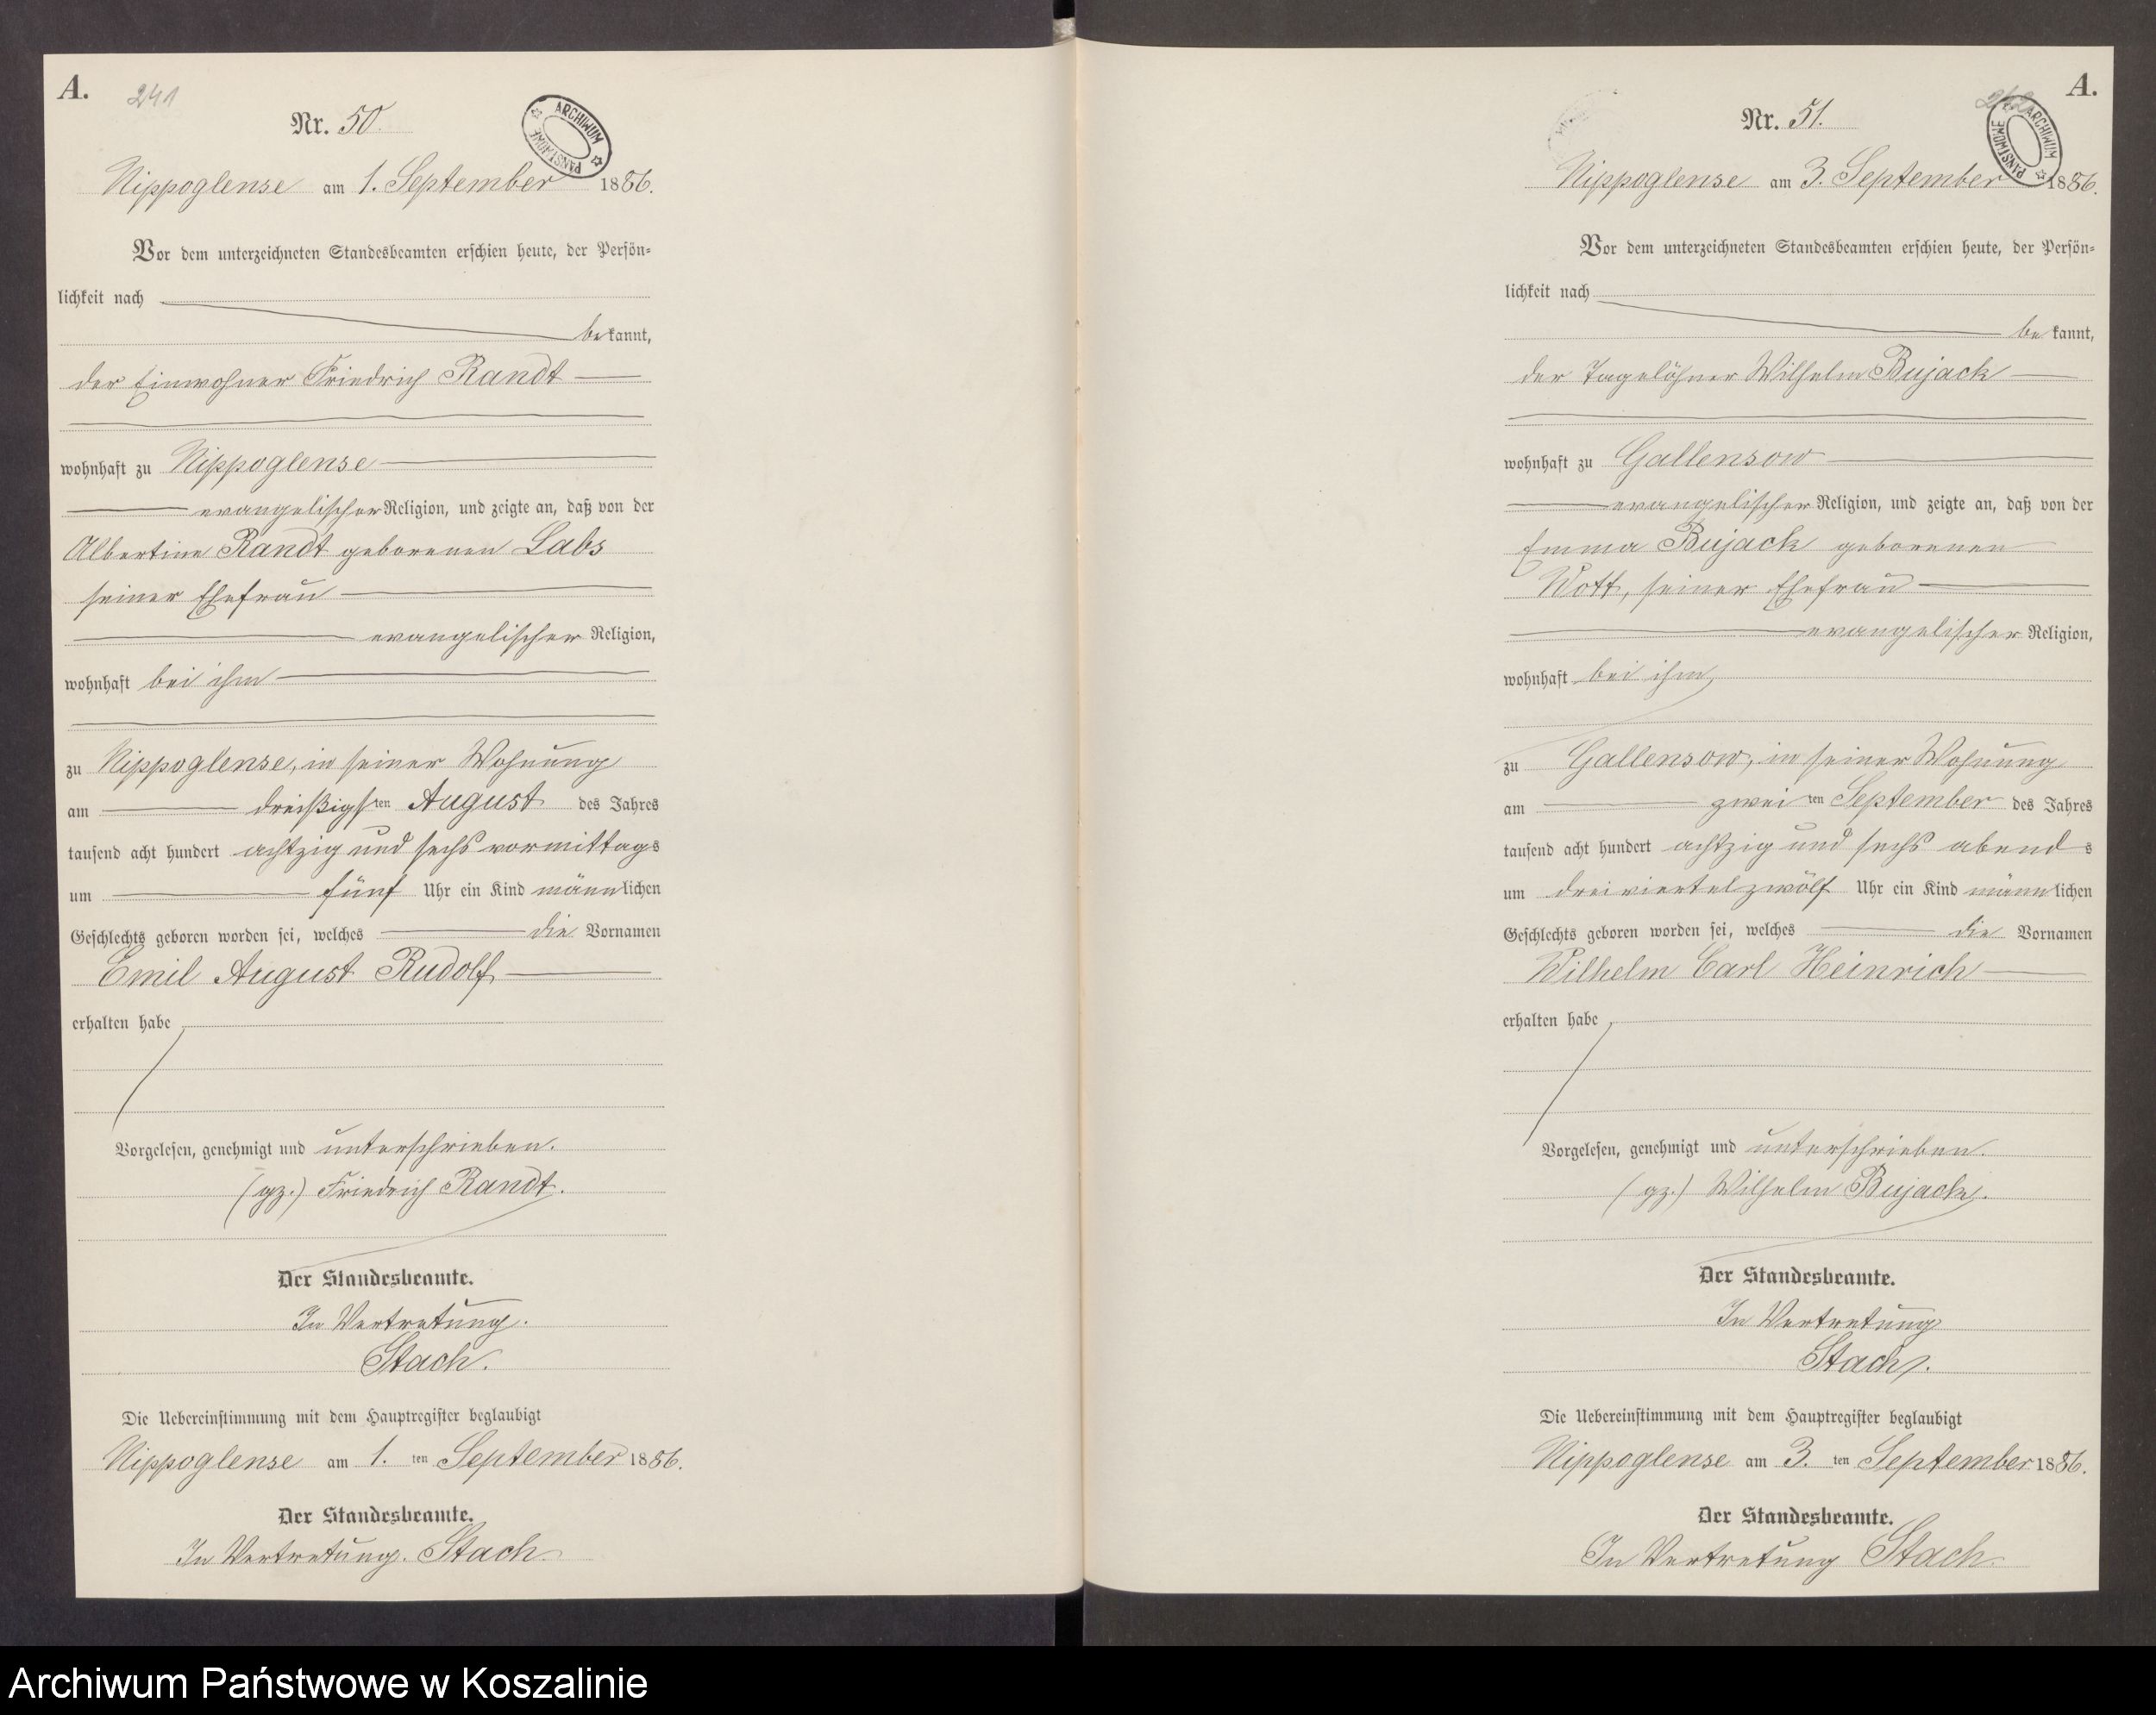 A.
241
Nr. 50.
ARCHIWUM PAŃSTWOWE
Nippoglense am 1. September 1886.
Vor dem unterzeichneten Standesbeamten erschien heute, der Persön-
lichkeit nach
bekannt,
der Einwohner Friedrich Randt
wohnhaft zu Nippoglense
evangelischer Religion, und zeigte an, daß von der
Albertine Randt geborenen Labs
seiner Ehefrau
evangelischer Religion,
wohnhaft bei ihm
zu Nippoglense, in seiner Wohnung
am dreißigsten August des Jahres
tausend acht hundert achtzig und sechs vormittags
um fünf Uhr ein Kind männlichen
Geschlechts geboren worden sei, welches die Vornamen
Emil August Rudolf
erhalten habe
Vorgelesen, genehmigt und unterschrieben.
(gz.) Friedrich Randt.
Der Standesbeamte.
In Vertretung.
Stach.
Die Uebereinstimmung mit dem Hauptregister beglaubigt
Nippoglense am 1. ten September 1886.
Der Standesbeamte.
In Vertretung. Stach.
A.
242
Nr. 51.
ARCHIWUM PAŃSTWOWE
Nippoglense am 3. September 1886.
Vor dem unterzeichneten Standesbeamten erschien heute, der Persön-
lichkeit nach
bekannt,
der Tagelöhner Wilhelm Bujack
wohnhaft zu Gallensow
evangelischer Religion, und zeigte an, daß von der
Emma Bujack geborenen
Wott, seiner Ehefrau
evangelischer Religion,
wohnhaft bei ihm
zu Gallensow, in seiner Wohnung
am zweiten September des Jahres
tausend acht hundert achtzig und sechs abends
um dreiviertelzwölf Uhr ein Kind männlichen
Geschlechts geboren worden sei, welches die Vornamen
Wilhelm Carl Heinrich
erhalten habe
Vorgelesen, genehmigt und unterschrieben.
(gz.) Wilhelm Bujack.
Der Standesbeamte.
In Vertretung
Stach.
Die Uebereinstimmung mit dem Hauptregister beglaubigt
Nippoglense am 3. ten September 1886.
Der Standesbeamte.
In Vertretung Stach.
Archiwum Państwowe w Koszalinie